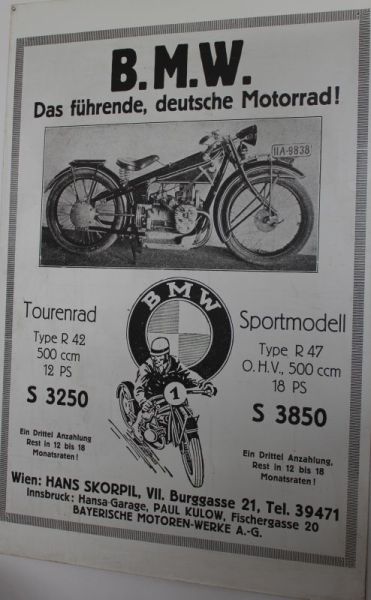 B.M.W.
Das führende, deutsche Motorrad!
IIA-9838
BMW
Tourenrad
Type R 42
500 ccm
12 PS
S 3250
Ein Drittel Anzahlung
Rest in 12 bis 18
Monatsraten!
1
Sportmodell
Type R 47
O.H.V., 500 ccm
18 PS
S 3850
Ein Drittel Anzahlung,
Rest in 12 bis 18
Monatsraten!
Wien: HANS SKORPIL, VII. Burggasse 21, Tel. 39471
Innsbruck: Hansa-Garage, PAUL KULOW, Fischergasse 20
BAYERISCHE MOTOREN-WERKE A.-G.